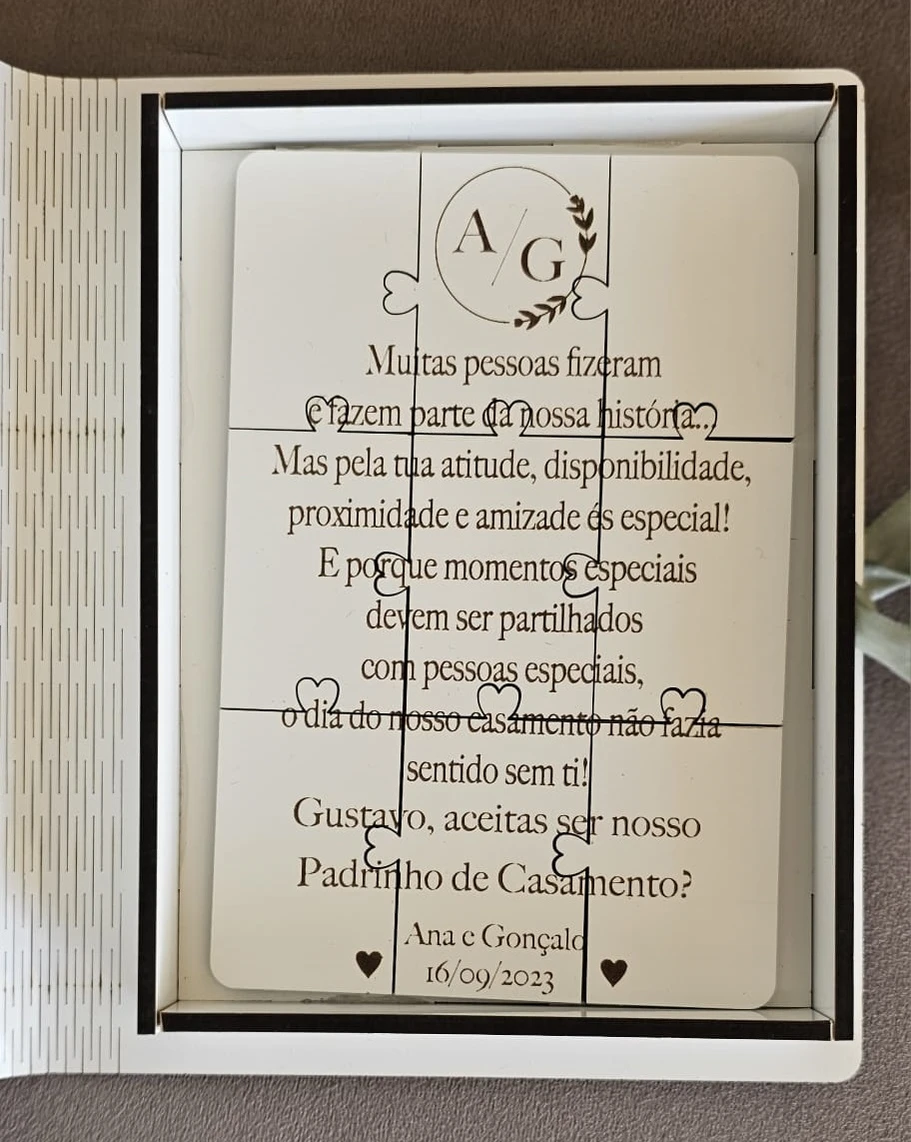 A/G
Muitas pessoas fizeram
e fazem parte da nossa história...
Mas pela tua atitude, disponibilidade,
proximidade e amizade és especial!
E porque momentos especiais
devem ser partilhados
com pessoas especiais,
o dia do nosso casamento não fazia
sentido sem ti!
Gustavo, aceitas ser nosso
Padrinho de Casamento?
Ana e Gonçalo
16/09/2023